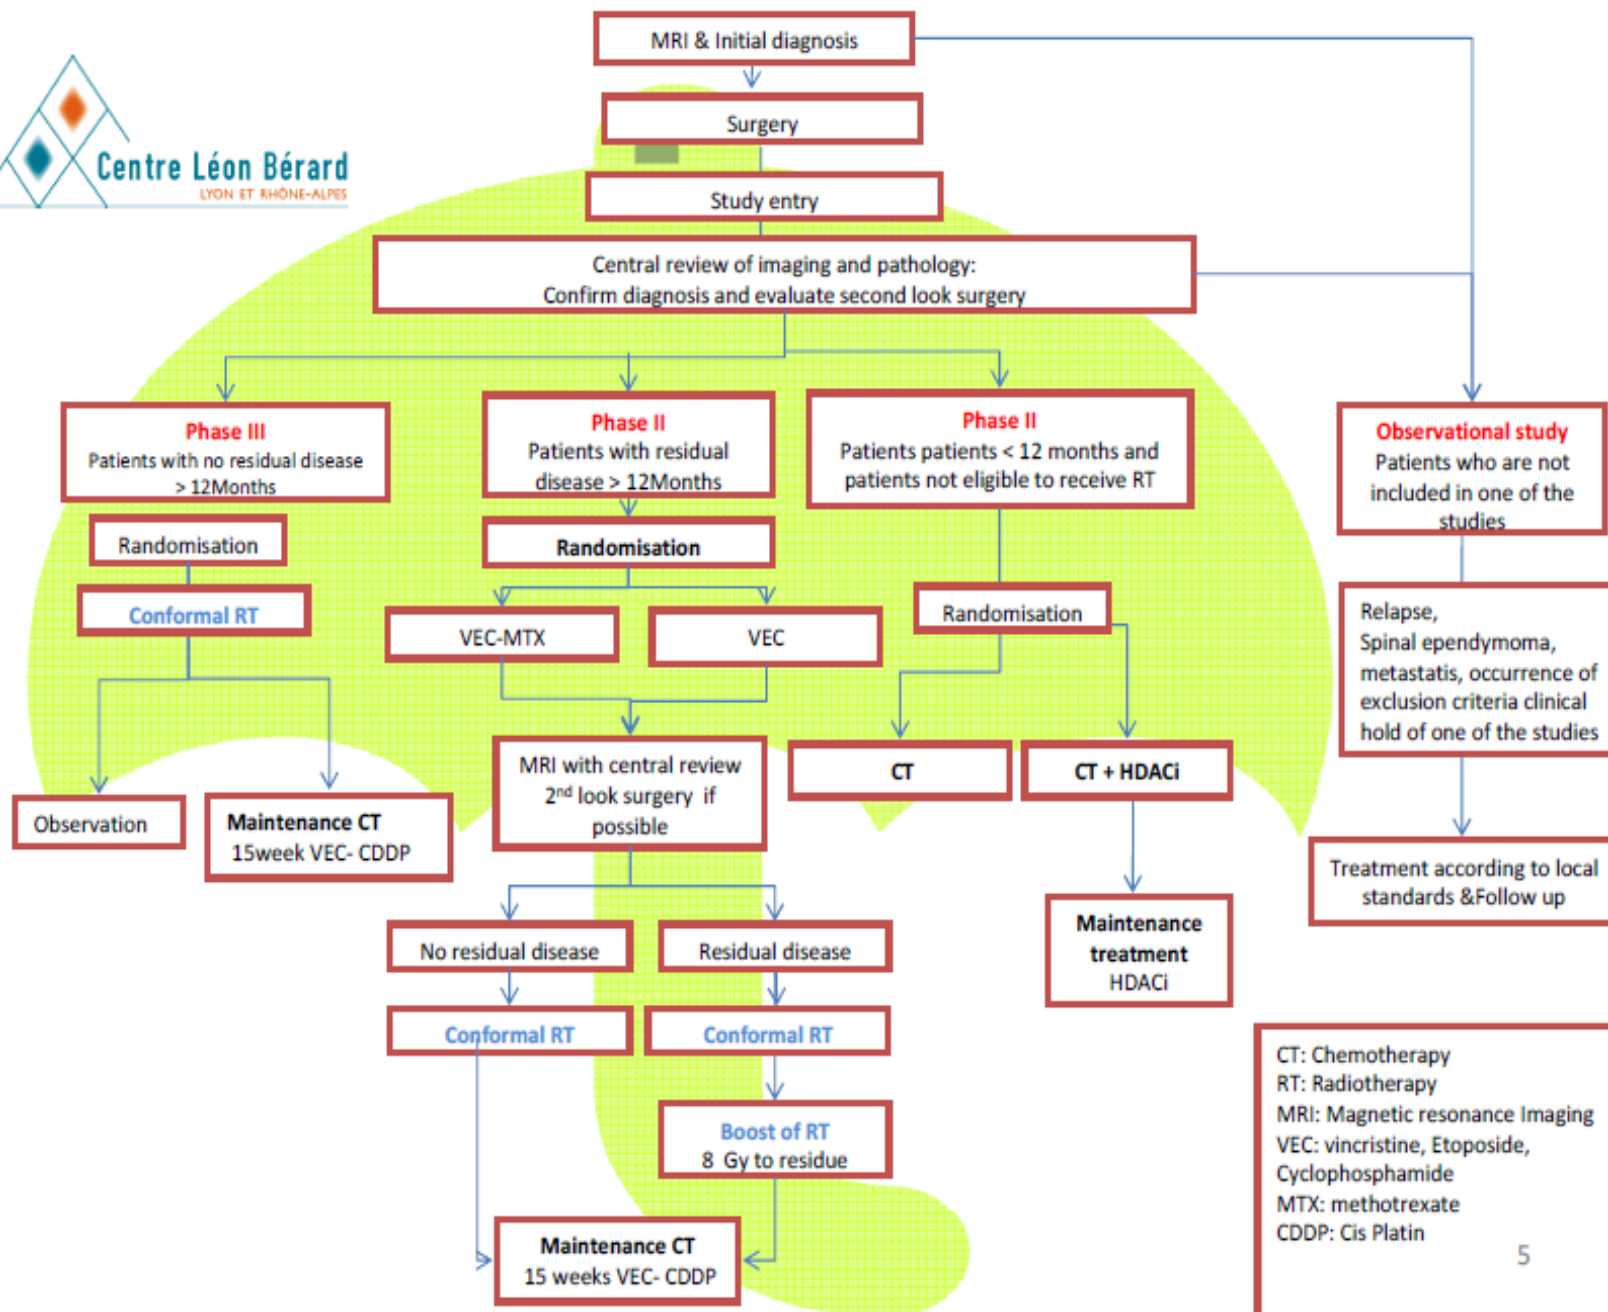 MRI & Initial diagnosis
Surgery
Centre Léon Bérard
LYON ET RHÔNE-ALPES
Study entry
Central review of imaging and pathology:
Confirm diagnosis and evaluate second look surgery
Phase III
Patients with no residual disease
> 12Months
Phase II
Patients with residual
disease > 12Months
Phase II
Patients patients < 12 months and
patients not eligible to receive RT
Observational study
Patients who are not
included in one of the
studies
Randomisation
Conformal RT
Randomisation
VEC-MTX
VEC
Randomisation
Relapse,
Spinal ependymoma,
metastatis, occurrence of
exclusion criteria clinical
hold of one of the studies
Observation
Maintenance CT
15week VEC- CDDP
MRI with central review
2nd look surgery if
possible
CT
CT + HDACi
Treatment according to local
standards &Follow up
Maintenance
treatment
HDACi
No residual disease
Residual disease
Conformal RT
Conformal RT
Boost of RT
8 Gy to residue
Maintenance CT
15 weeks VEC- CDDP
CT: Chemotherapy
RT: Radiotherapy
MRI: Magnetic resonance Imaging
VEC: vincristine, Etoposide,
Cyclophosphamide
MTX: methotrexate
CDDP: Cis Platin
5